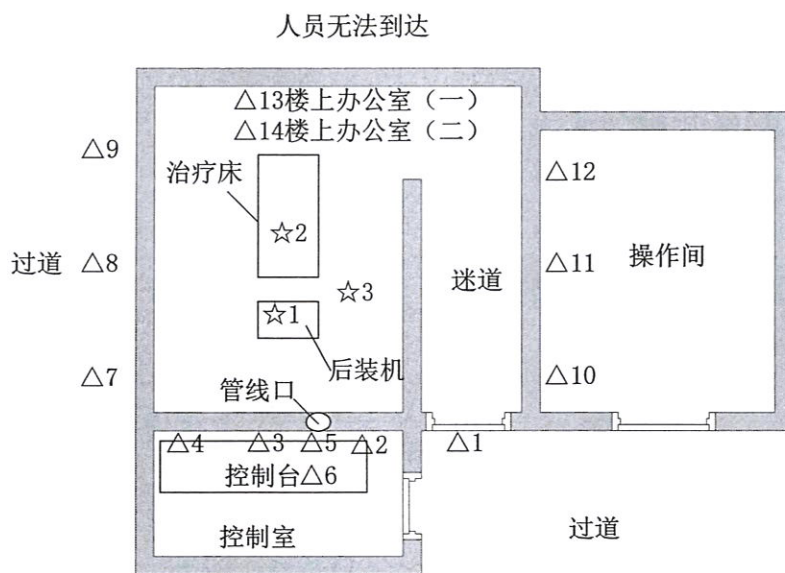 人员无法到达
△13楼上办公室（一）
△14楼上办公室（二）
△9
△12
治疗床
☆2
过道 △8
☆3
迷道
△11
操作间
☆1
△7
后装机
△10
管线口
△4 △3 △5 △2
△1
控制台△6
控制室
过道